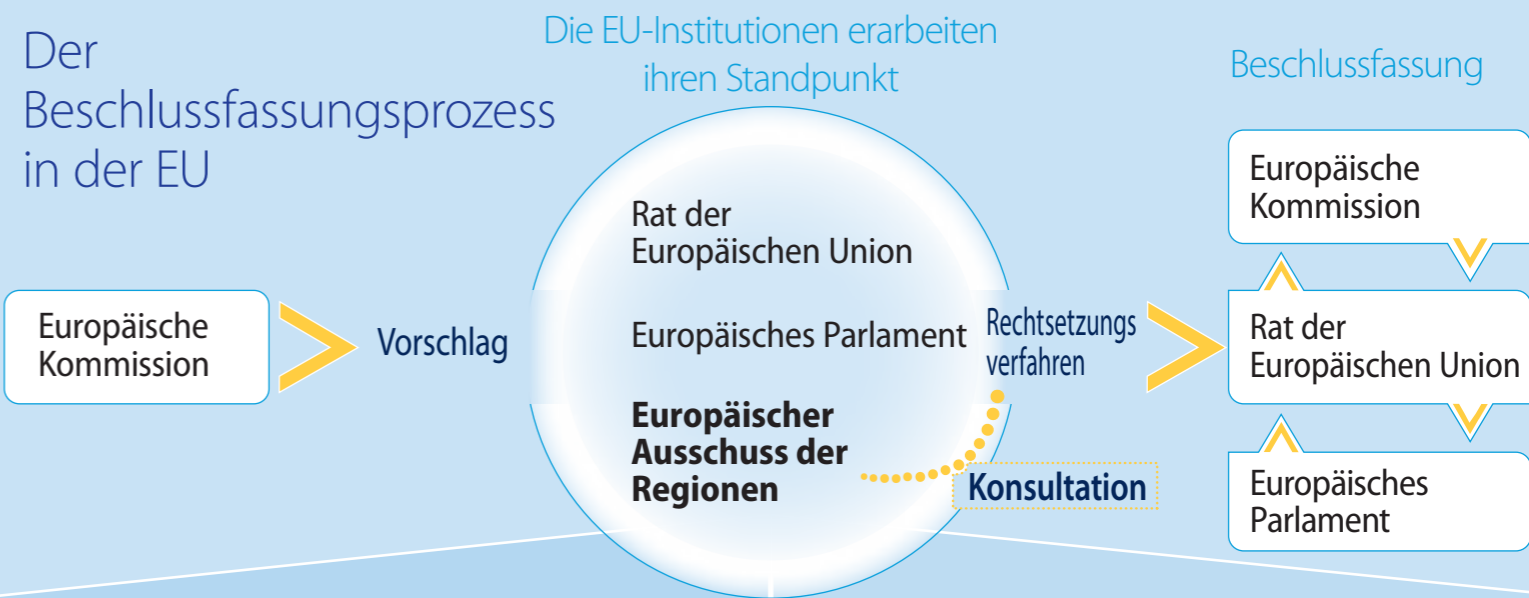 Der
Beschlussfassungsprozess
in der EU
Die EU-Institutionen erarbeiten
ihren Standpunkt
Beschlussfassung
Europäische
Kommission
Vorschlag
Rat der
Europäischen Union
Europäisches Parlament
Europäischer
Ausschuss der
Regionen
Rechtsetzungs
verfahren
Konsultation
Europäische
Kommission
Rat der
Europäischen Union
Europäisches
Parlament